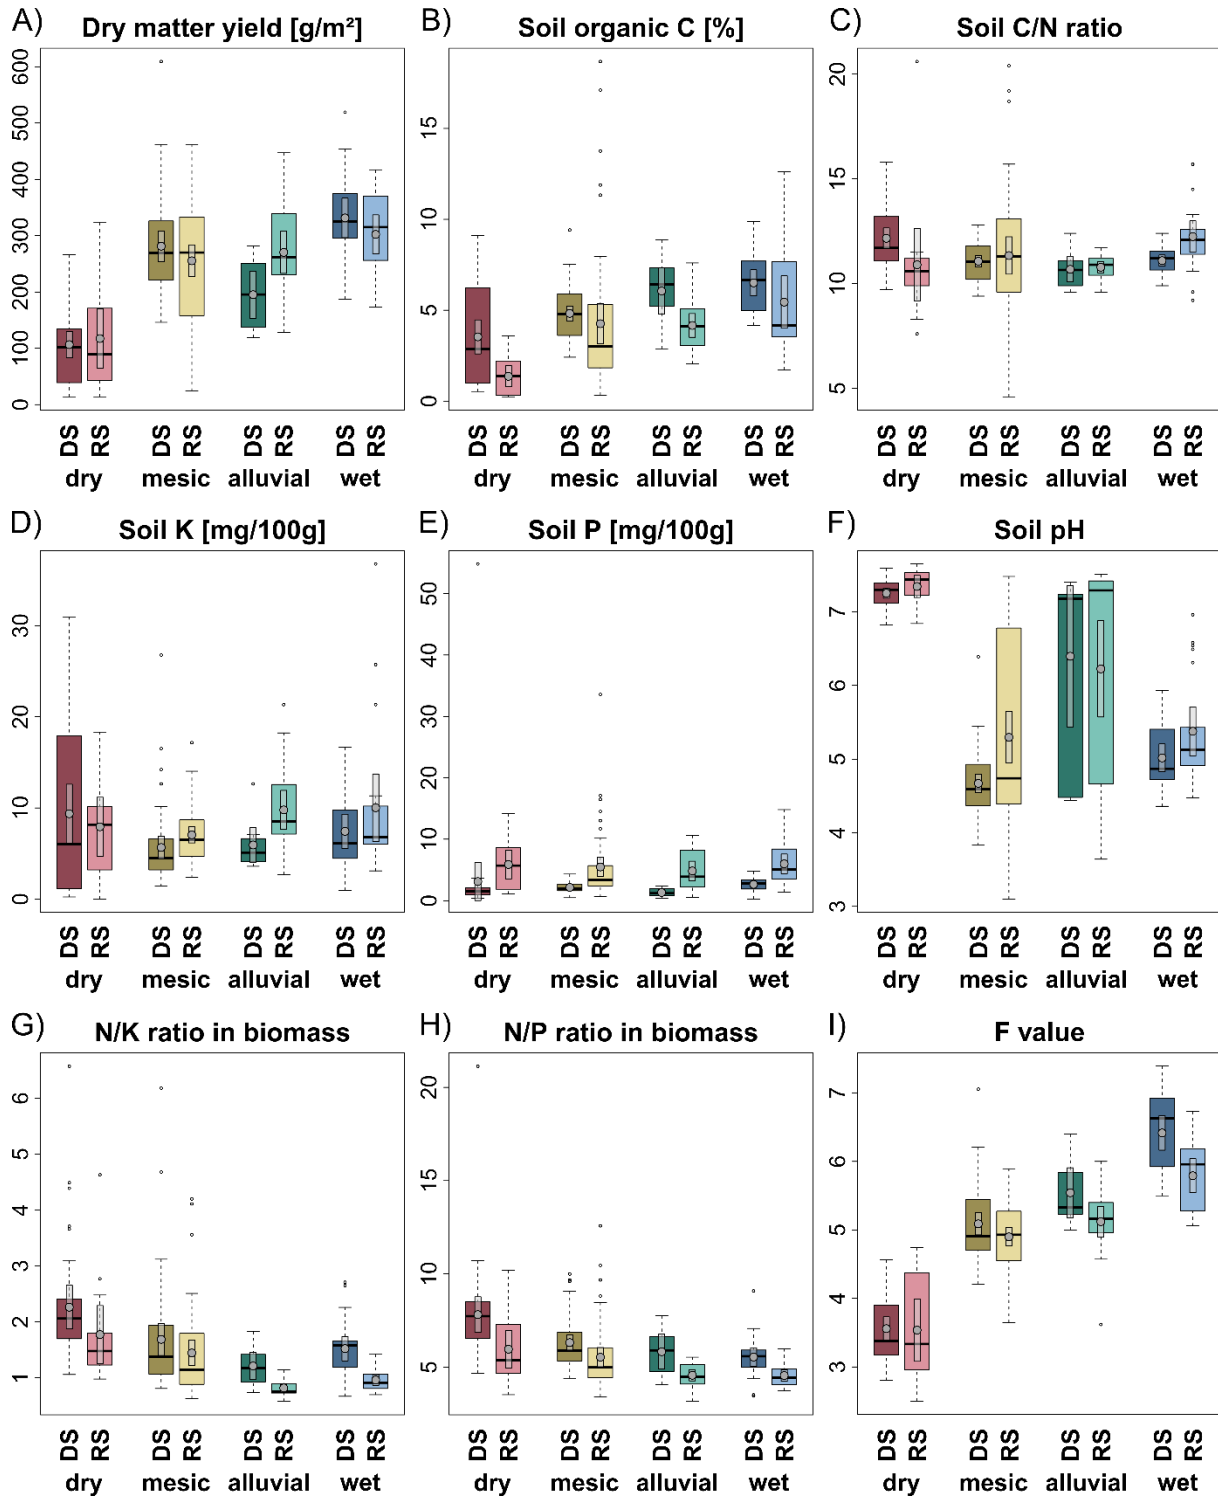 A) Dry matter yield [g/m²]
600
500
400
300
200
100
0
DS RS DS RS DS RS DS RS
dry mesic alluvial wet
B) Soil organic C [%]
15
10
5
0
DS RS DS RS DS RS DS RS
dry mesic alluvial wet
C) Soil C/N ratio
20
15
10
5
DS RS DS RS DS RS DS RS
dry mesic alluvial wet
D) Soil K [mg/100g]
30
20
10
0
DS RS DS RS DS RS DS RS
dry mesic alluvial wet
E) Soil P [mg/100g]
50
40
30
20
10
0
DS RS DS RS DS RS DS RS
dry mesic alluvial wet
F) Soil pH
7
6
5
4
3
DS RS DS RS DS RS DS RS
dry mesic alluvial wet
G) N/K ratio in biomass
6
5
4
3
2
1
DS RS DS RS DS RS DS RS
dry mesic alluvial wet
H) N/P ratio in biomass
20
15
10
5
DS RS DS RS DS RS DS RS
dry mesic alluvial wet
I) F value
7
6
5
4
3
DS RS DS RS DS RS DS RS
dry mesic alluvial wet